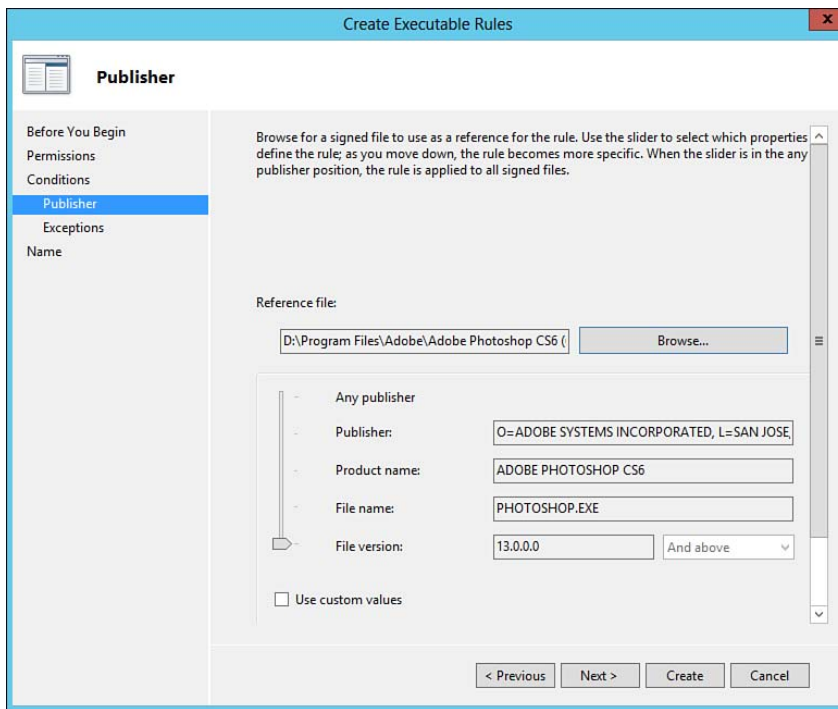 Create Executable Rules
x
Publisher
Before You Begin
Permissions
Conditions
Publisher
Exceptions
Name
Browse for a signed file to use as a reference for the rule. Use the slider to select which properties
define the rule; as you move down, the rule becomes more specific. When the slider is in the any
publisher position, the rule is applied to all signed files.
Reference file:
D:\Program Files\Adobe\Adobe Photoshop CS6 (
Browse...
Any publisher
Publisher:
O=ADOBE SYSTEMS INCORPORATED, L=SAN JOSE,
Product name:
ADOBE PHOTOSHOP CS6
File name:
PHOTOSHOP.EXE
File version:
13.0.0.0
And above
Use custom values
< Previous
Next >
Create
Cancel